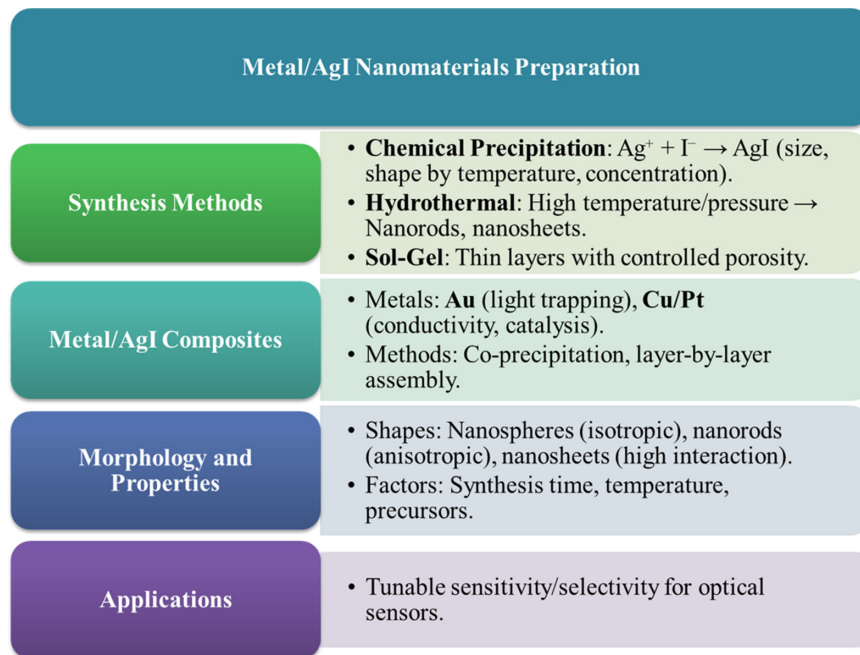 Metal/AgI Nanomaterials Preparation
Synthesis Methods
• Chemical Precipitation: Ag⁺ + I⁻ → AgI (size,
shape by temperature, concentration).
• Hydrothermal: High temperature/pressure →
Nanorods, nanosheets.
• Sol-Gel: Thin layers with controlled porosity.
Metal/AgI Composites
• Metals: Au (light trapping), Cu/Pt
(conductivity, catalysis).
• Methods: Co-precipitation, layer-by-layer
assembly.
Morphology and
Properties
• Shapes: Nanospheres (isotropic), nanorods
(anisotropic), nanosheets (high interaction).
• Factors: Synthesis time, temperature,
precursors.
Applications
• Tunable sensitivity/selectivity for optical
sensors.